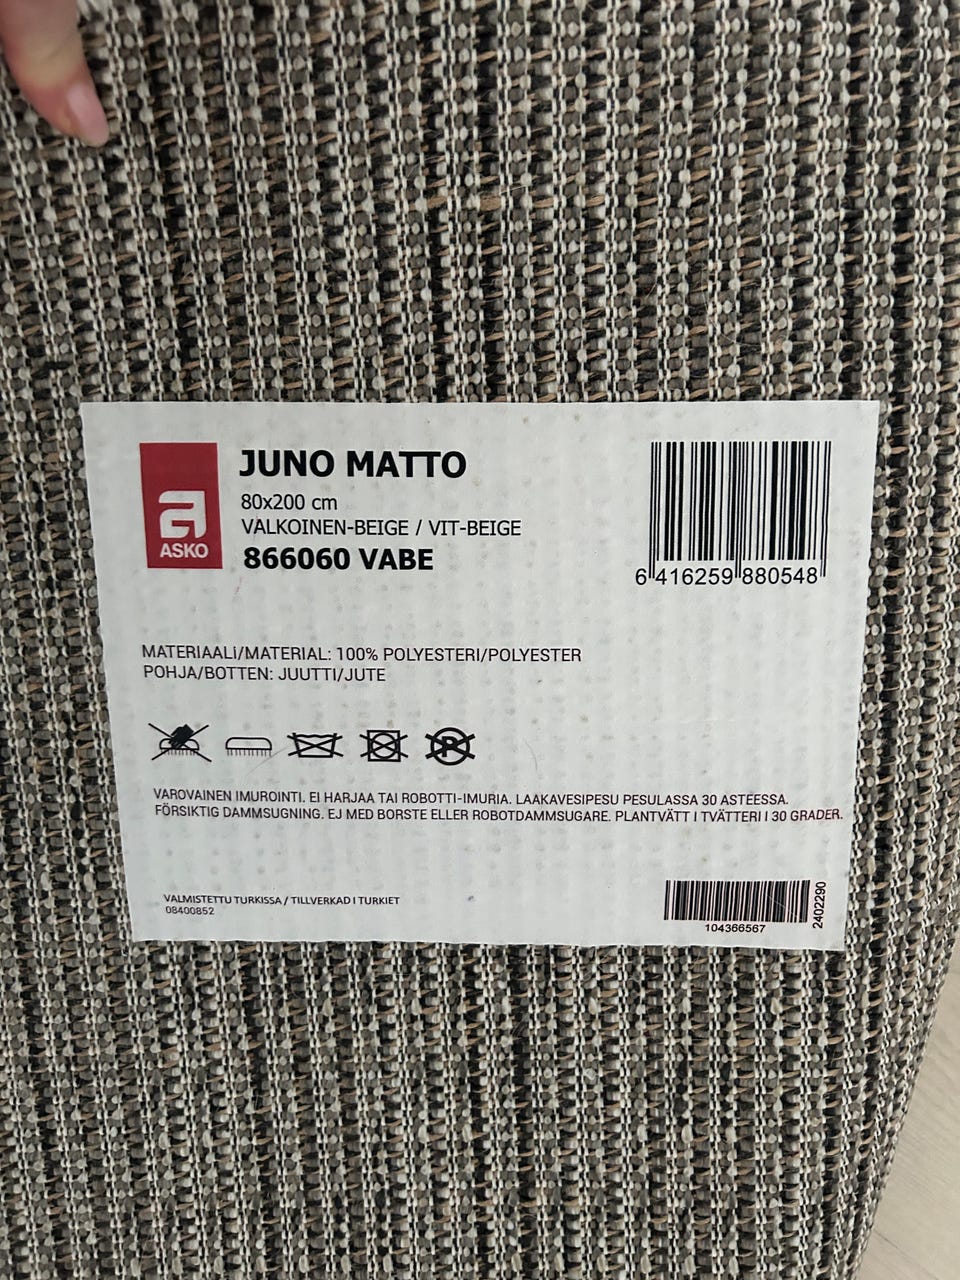 JUNO MATTO
80x200 cm
VALKOINEN-BEIGE / VIT-BEIGE
866060 VABE
ASKO
6 416259 880548
MATERIAALI/MATERIAL: 100% POLYESTERI/POLYESTER
POHJA/BOTTEN: JUUTTI/JUTE
P
VAROVAINEN IMUROINTI. EI HARJAA TAI ROBOTTI-IMURIA. LAAKAVESIPESU PESULASSA 30 ASTEESSA.
FÖRSIKTIG DAMMSUGNING. EJ MED BORSTE ELLER ROBOTDAMMSUGARE. PLANTVÄTT I TVÄTTERI I 30 GRADER.
VALMISTETTU TURKISSA / TILLVERKAD I TURKIET
08400852
104366567
2402290